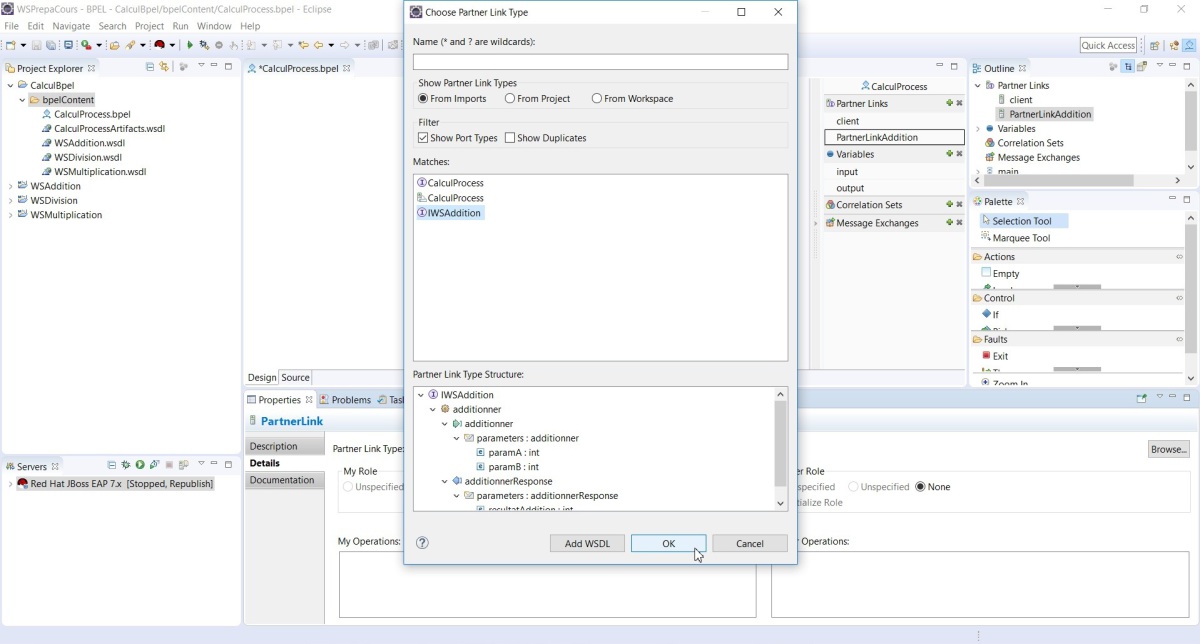 WSPrepaCours - BPEL - CalculBpel/bpelContent/CalculProcess.bpel - Eclipse
File Edit Navigate Search Project Run Window Help
Quick Access
Project Explorer
CalculBpel
bpelContent
CalculProcess.bpel
CalculProcessArtifacts.wsdl
WSAddition.wsdl
WSDivision.wsdl
WSMultiplication.wsdl
WSAddition
WSDivision
WSMultiplication
Servers
Red Hat JBoss EAP 7.x [Stopped, Republish]
*CalculProcess.bpel
Design Source
Properties Problems Task
PartnerLink
Description
Details
Documentation
Partner Link Type:
My Role
Unspecified
My Operations:
Choose Partner Link Type
Name (* and ? are wildcards):
Show Partner Link Types
From Imports From Project From Workspace
Filter
Show Port Types Show Duplicates
Matches:
CalculProcess
CalculProcess
IWSAddition
Partner Link Type Structure:
IWSAddition
additionner
additionner
parameters : additionner
paramA : int
paramB : int
additionnerResponse
parameters : additionnerResponse
resultatAddition : int
Add WSDL OK Cancel
Browse...
er Role
specified Unspecified None
tialize Role
Operations:
CalculProcess
Partner Links
client
PartnerLinkAddition
Variables
input
output
Correlation Sets
Message Exchanges
Outline
Partner Links
client
PartnerLinkAddition
Variables
Correlation Sets
Message Exchanges
main
Palette
Selection Tool
Marquee Tool
Actions
Empty
Control
If
Faults
Exit
Zoom In